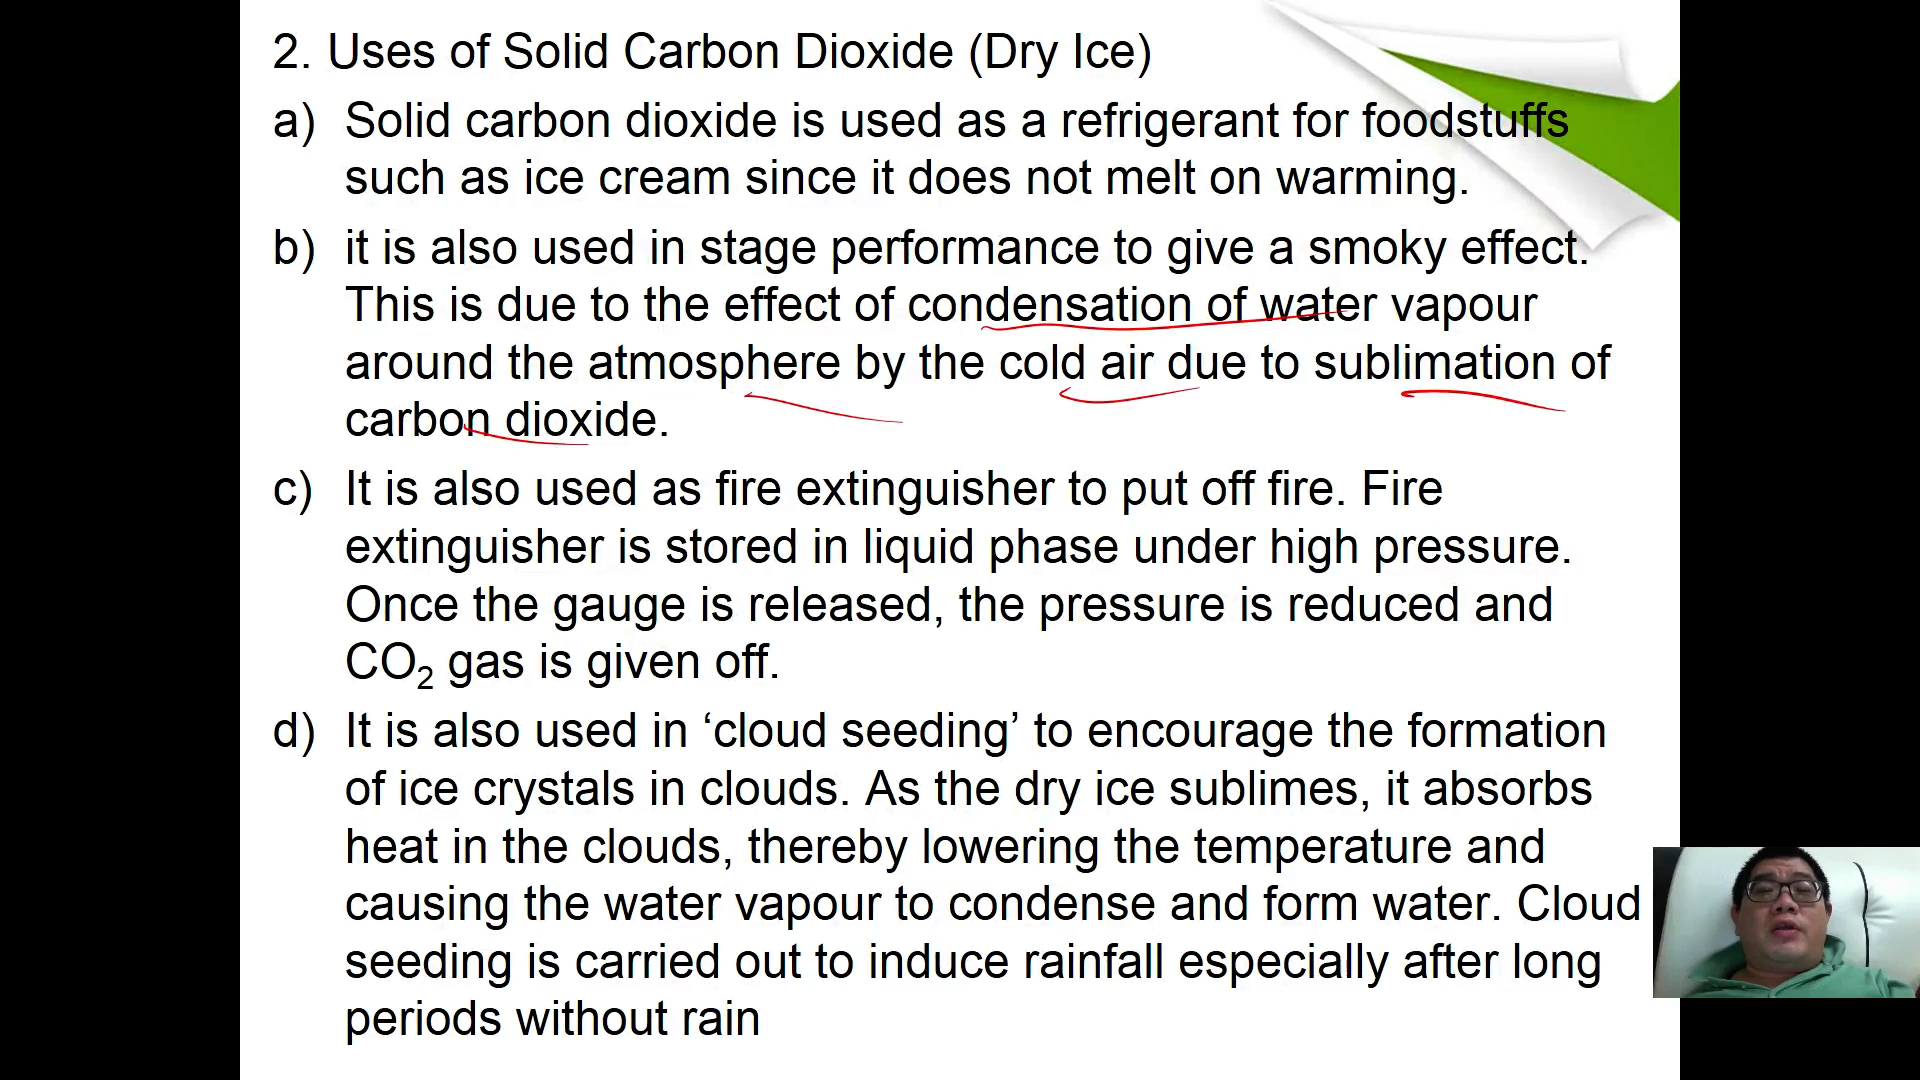 2. Uses of Solid Carbon Dioxide (Dry Ice)
a) Solid carbon dioxide is used as a refrigerant for foodstuffs
such as ice cream since it does not melt on warming.
b) it is also used in stage performance to give a smoky effect.
This is due to the effect of condensation of water vapour
around the atmosphere by the cold air due to sublimation of
carbon dioxide.
c) It is also used as fire extinguisher to put off fire. Fire
extinguisher is stored in liquid phase under high pressure.
Once the gauge is released, the pressure is reduced and
CO₂ gas is given off.
d) It is also used in ‘cloud seeding’ to encourage the formation
of ice crystals in clouds. As the dry ice sublimes, it absorbs
heat in the clouds, thereby lowering the temperature and
causing the water vapour to condense and form water. Cloud
seeding is carried out to induce rainfall especially after long
periods without rain